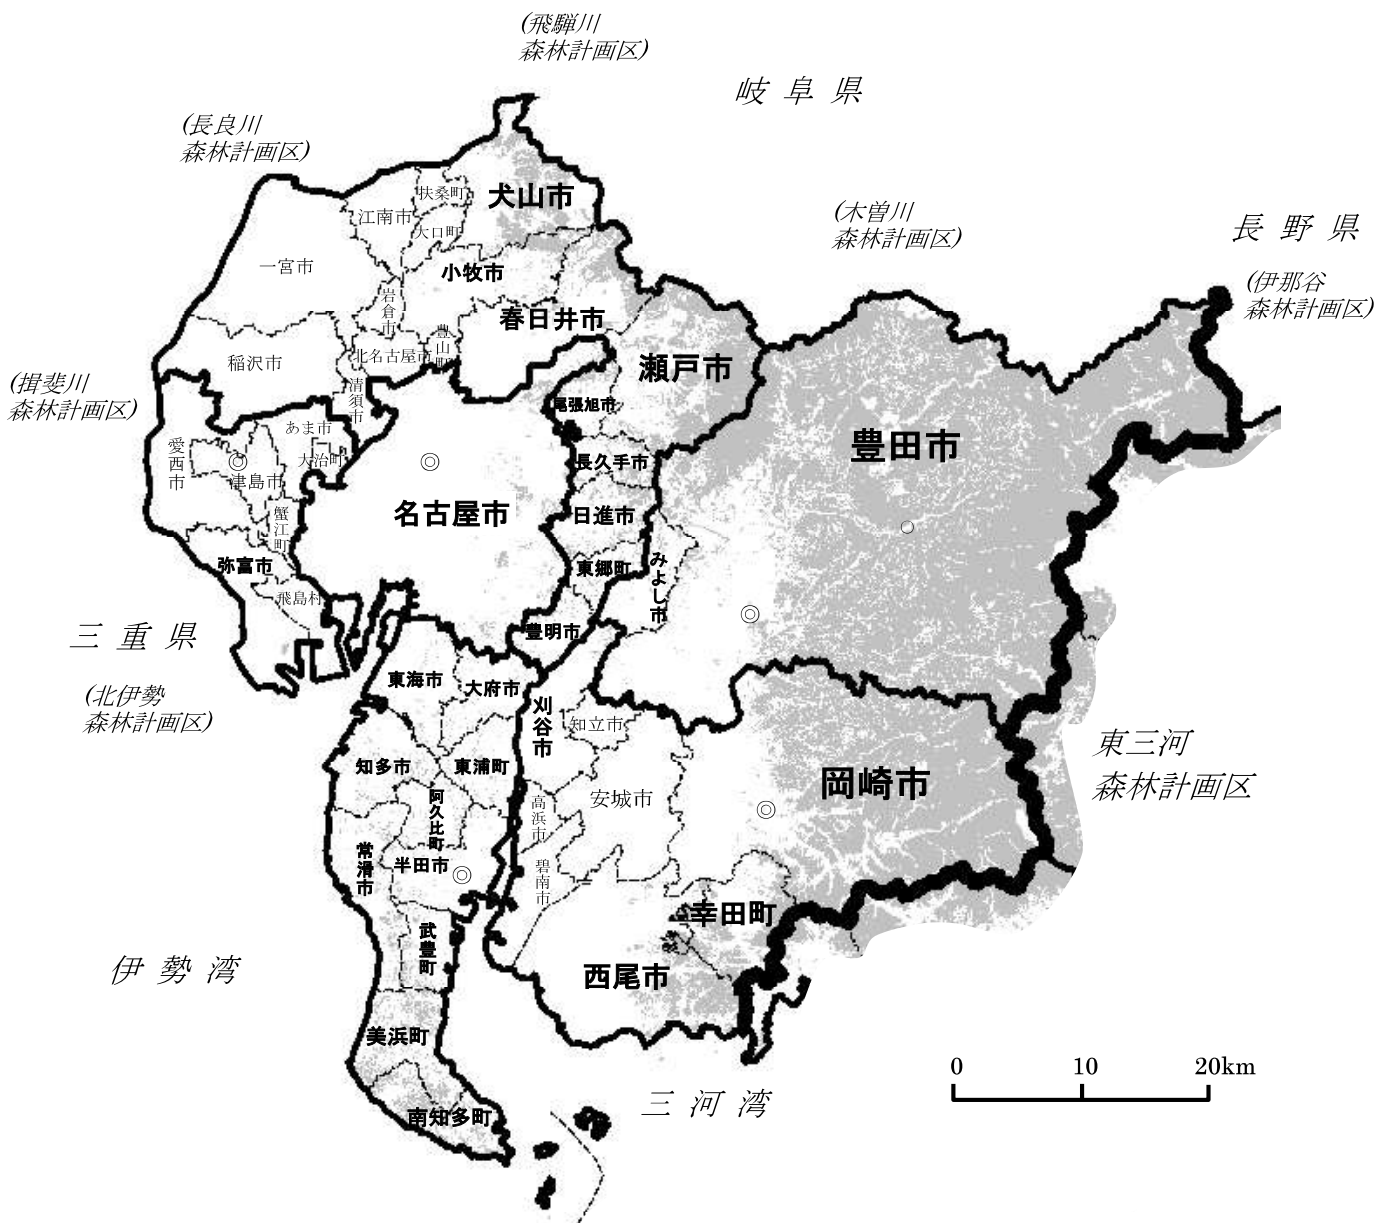 (飛騨川
森林計画区)
岐阜県
(長良川
森林計画区)
(木曽川
森林計画区)
長野県
(伊那谷
森林計画区)
(揖斐川
森林計画区)
犬山市
扶桑町
江南市
大口町
一宮市
小牧市
岩倉市
春日井市
豊山町
北名古屋市
稲沢市
清須市
瀬戸市
尾張旭市
あま市
大治町
愛西市
津島市
長久手市
豊田市
名古屋市
日進市
蟹江町
弥富市
飛島村
東郷町
みよし市
豊明市
三重県
(北伊勢
森林計画区)
東海市
大府市
刈谷市
知立市
知多市
東浦町
阿久比町
高浜市
安城市
岡崎市
東三河
森林計画区
常滑市
半田市
碧南市
幸田町
武豊町
西尾市
伊勢湾
美浜町
南知多町
三河湾
0 10 20km